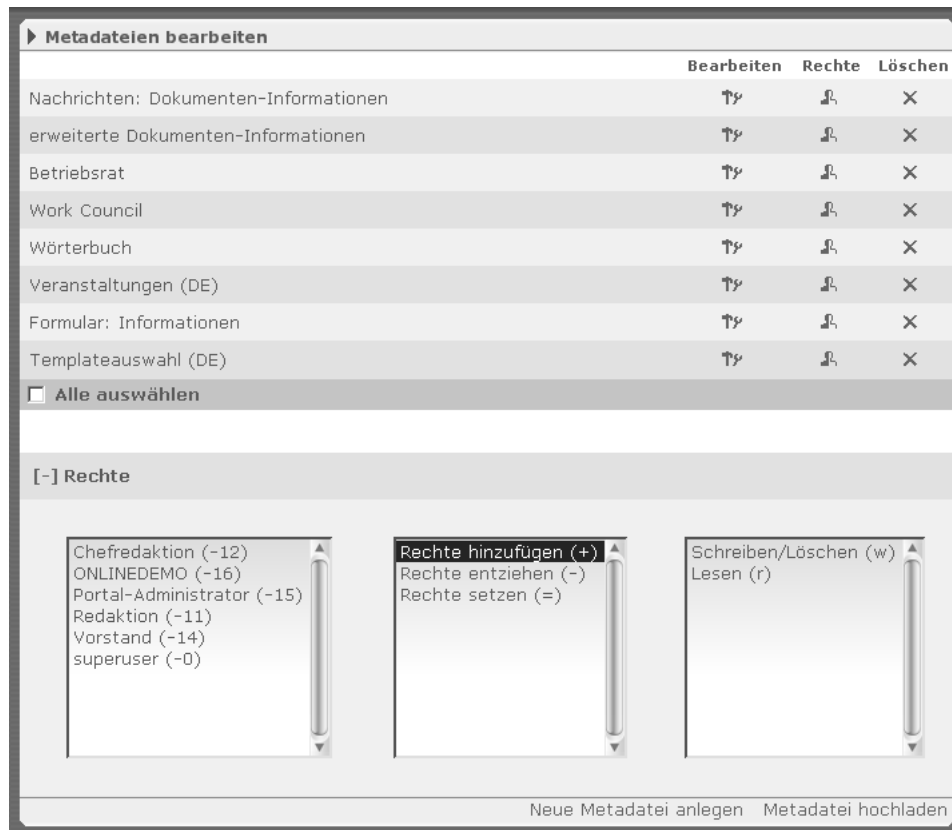 Metadateien bearbeiten
Bearbeiten Rechte Löschen
Nachrichten: Dokumenten-Informationen
erweiterte Dokumenten-Informationen
Betriebsrat
Work Council
Wörterbuch
Veranstaltungen (DE)
Formular: Informationen
Templateauswahl (DE)
Alle auswählen
[-] Rechte
Chefredaktion (-12)
ONLINEDEMO (-16)
Portal-Administrator (-15)
Redaktion (-11)
Vorstand (-14)
superuser (-0)
Rechte hinzufügen (+)
Rechte entziehen (-)
Rechte setzen (=)
Schreiben/Löschen (w)
Lesen (r)
Neue Metadatei anlegen Metadatei hochladen